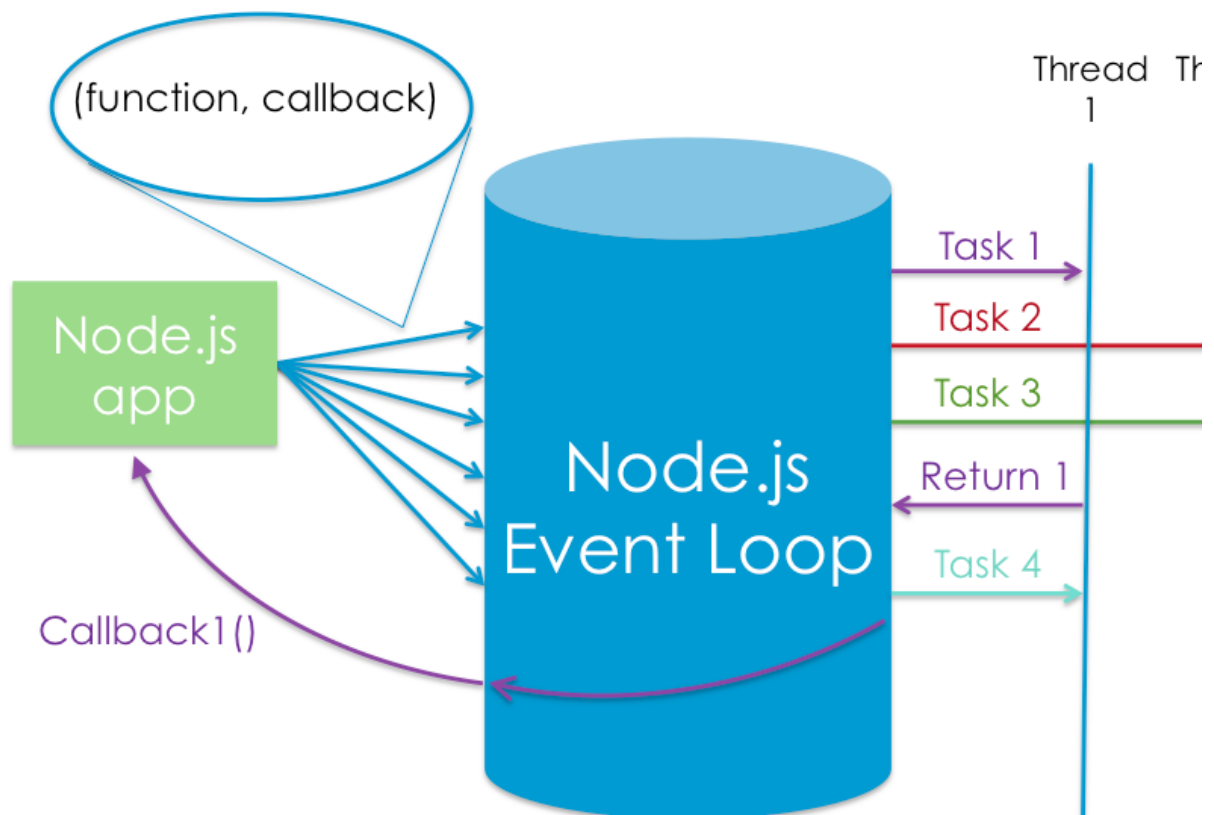 (function, callback)
Thread Th
1
Task 1
Node.js
app
Task 2
Task 3
Node.js
Event Loop
Return 1
Task 4
Callback1()